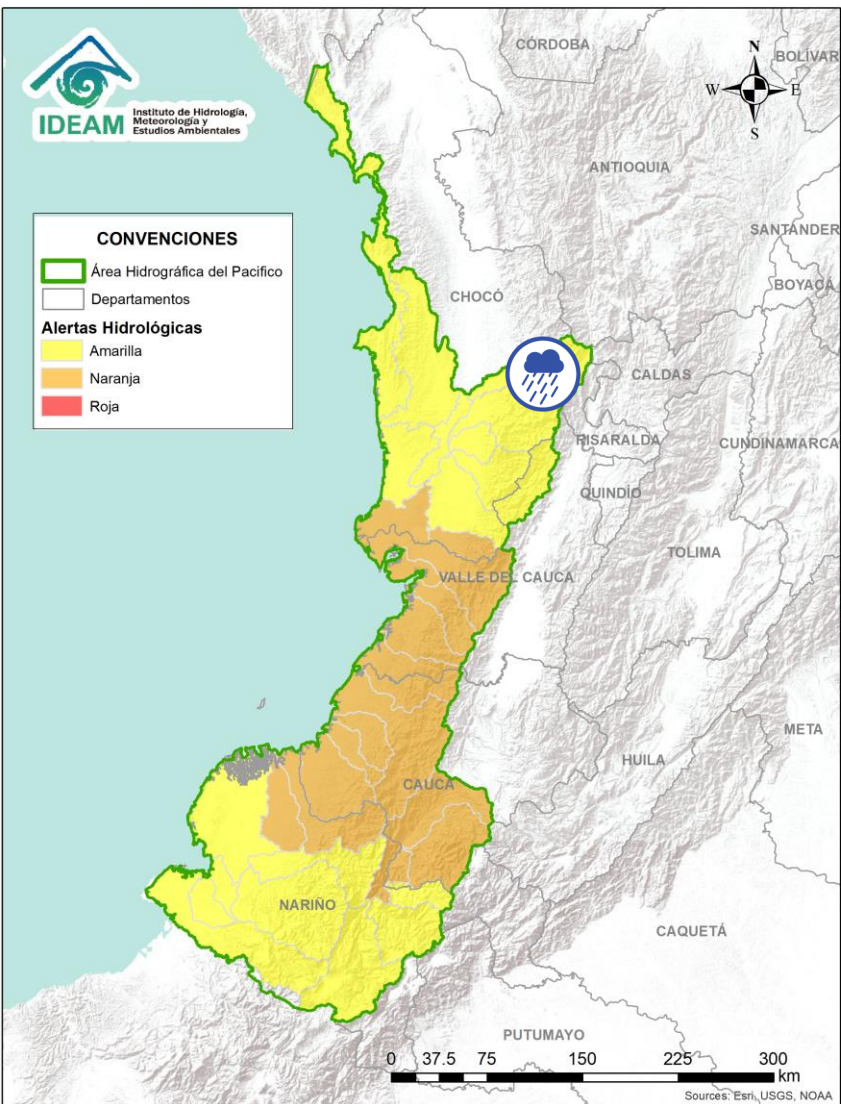 IDEAM
Instituto de Hidrología,
Meteorología y
Estudios Ambientales
CÓRDOBA
BOLÍVAR
N
W
E
S
ANTIOQUIA
SANTANDER
BOYACÁ
CONVENCIONES
Área Hidrográfica del Pacifico
Departamentos
Alertas Hidrológicas
Amarilla
Naranja
Roja
CHOCÓ
CALDAS
RISARALDA
CUNDINAMARCA
QUINDÍO
TOLIMA
VALLE DEL CAUCA
META
HUILA
CAUCA
NARIÑO
CAQUETÁ
PUTUMAYO
0 37.5 75 150 225 300
km
Sources: Esri, USGS, NOAA